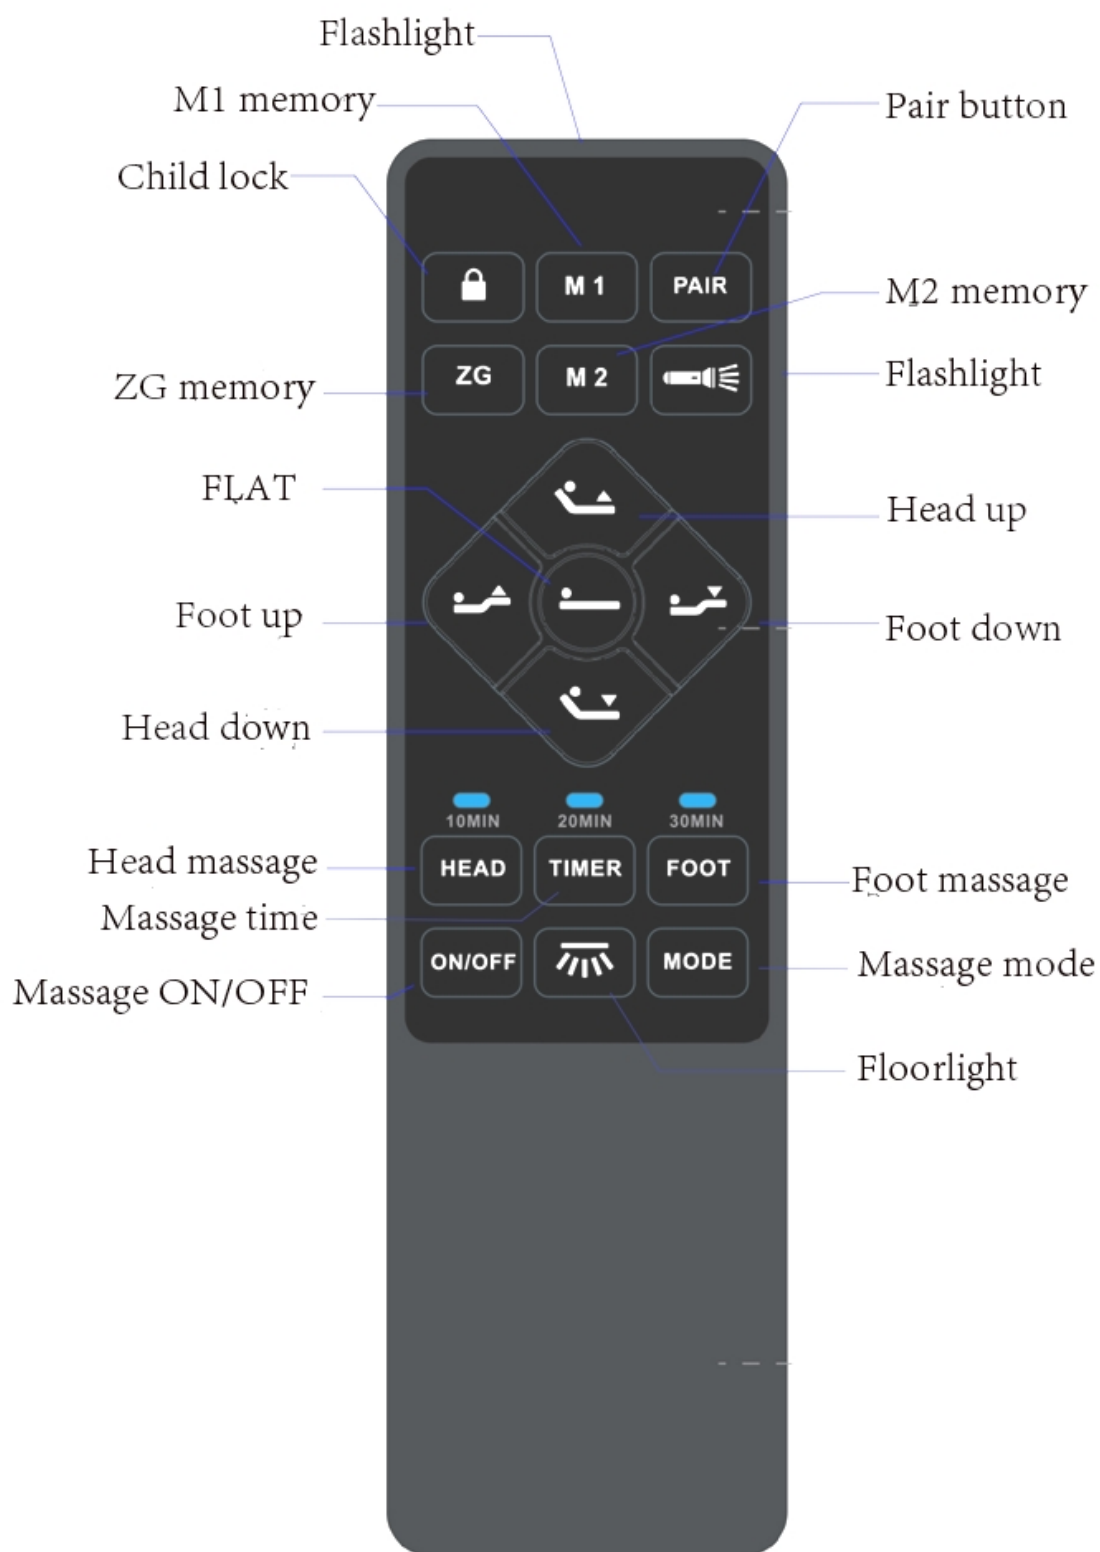 Flashlight
M1 memory
Pair button
Child lock
M 1
PAIR
M2 memory
ZG memory
ZG
M 2
Flashlight
FLAT
Head up
Foot up
Foot down
Head down
10MIN
20MIN
30MIN
Head massage
HEAD
TIMER
FOOT
Foot massage
Massage time
Massage ON/OFF
ON/OFF
MODE
Massage mode
Floorlight